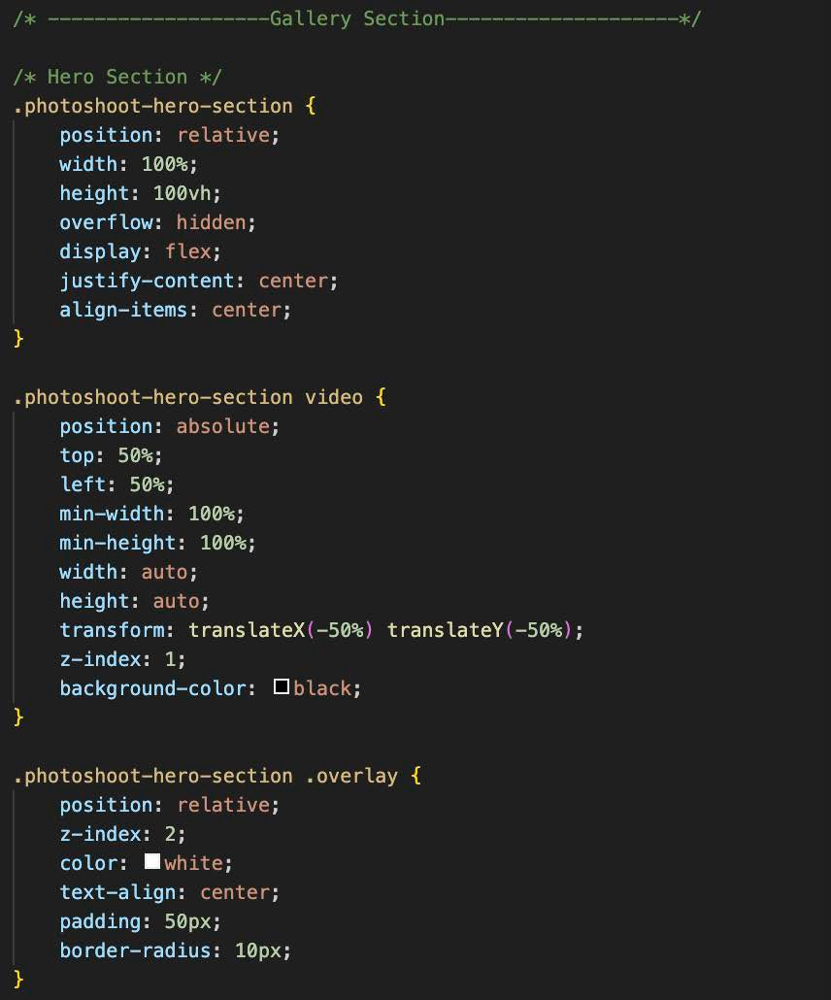 /* -------------------Gallery Section--------------------*/
/* Hero Section */
.photoshoot-hero-section {
position: relative;
width: 100%;
height: 100vh;
overflow: hidden;
display: flex;
justify-content: center;
align-items: center;
}
.photoshoot-hero-section video {
position: absolute;
top: 50%;
left: 50%;
min-width: 100%;
min-height: 100%;
width: auto;
height: auto;
transform: translateX(-50%) translateY(-50%);
z-index: 1;
background-color: black;
}
.photoshoot-hero-section .overlay {
position: relative;
z-index: 2;
color: white;
text-align: center;
padding: 50px;
border-radius: 10px;
}